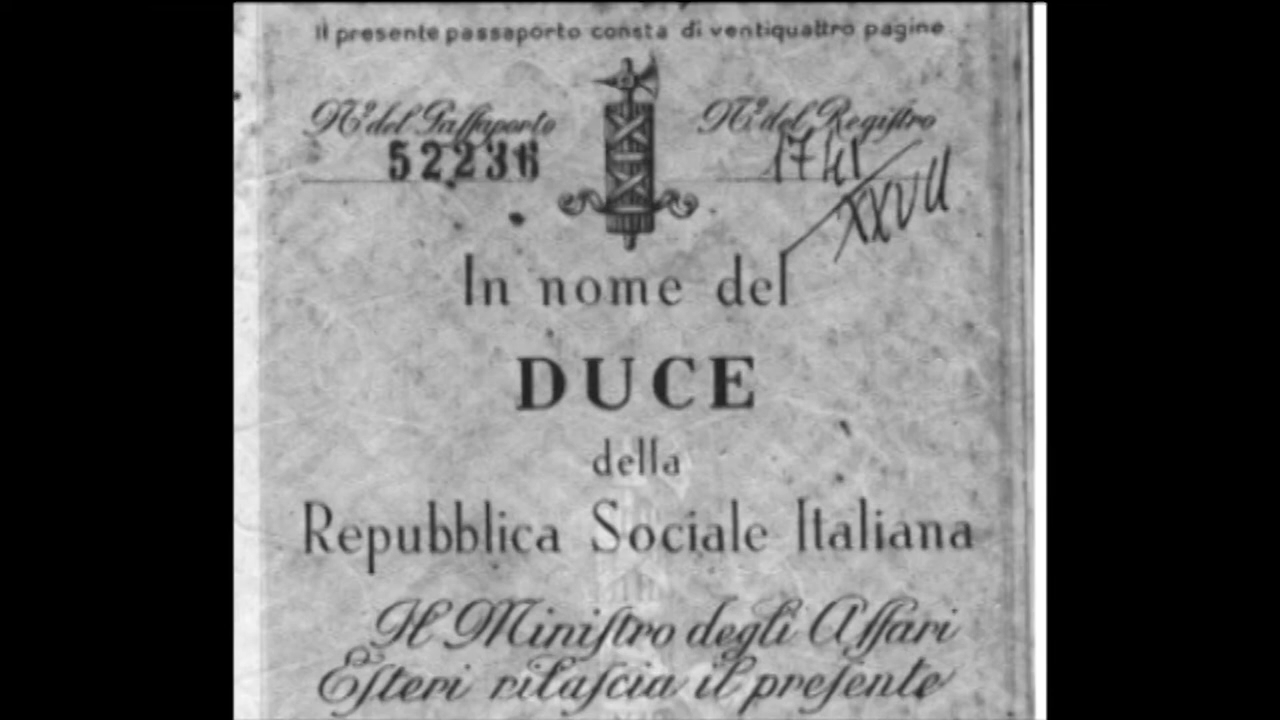 Il presente passaporto consta di ventiquattro pagine
N.º del Passaporto N.º del Registro
52236 1741
XXVII
In nome del
DUCE
della
Repubblica Sociale Italiana
Il Ministro degli Affari
Esteri rilascia il presente